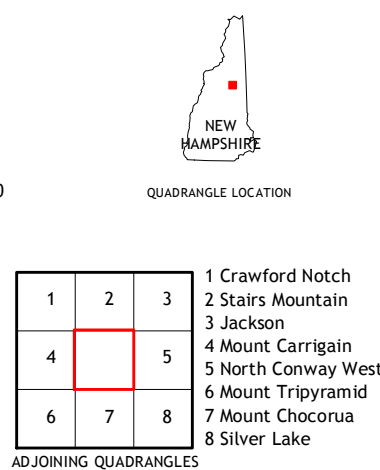 NEW
HAMPSHIRE
0
QUADRANGLE LOCATION
1 2 3
4 5
6 7 8
1 Crawford Notch
2 Stairs Mountain
3 Jackson
4 Mount Carrigain
5 North Conway West
6 Mount Tripyramid
7 Mount Chocorua
8 Silver Lake
ADJOINING QUADRANGLES